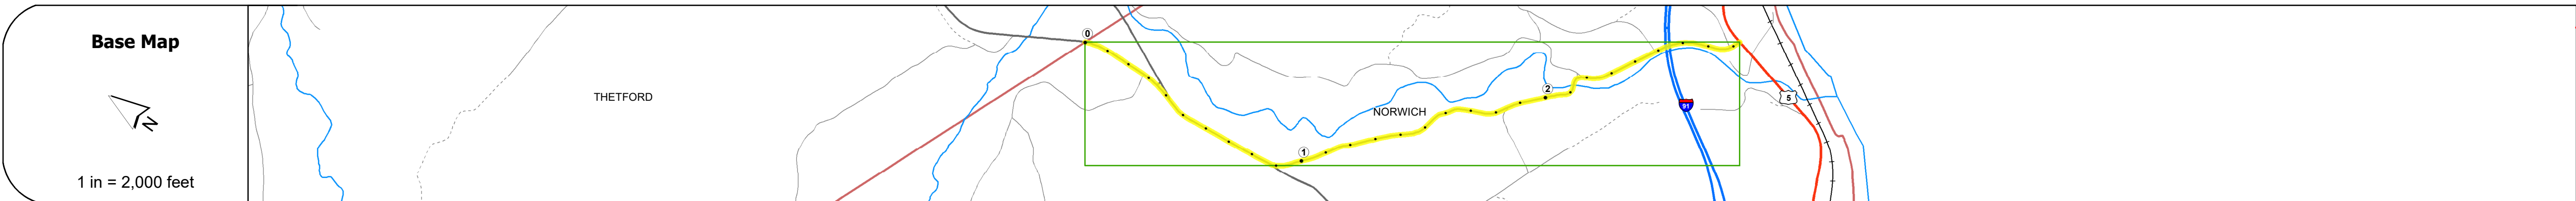 Base Map
N
1 in = 2,000 feet
THETFORD
0
1
NORWICH
2
91
5